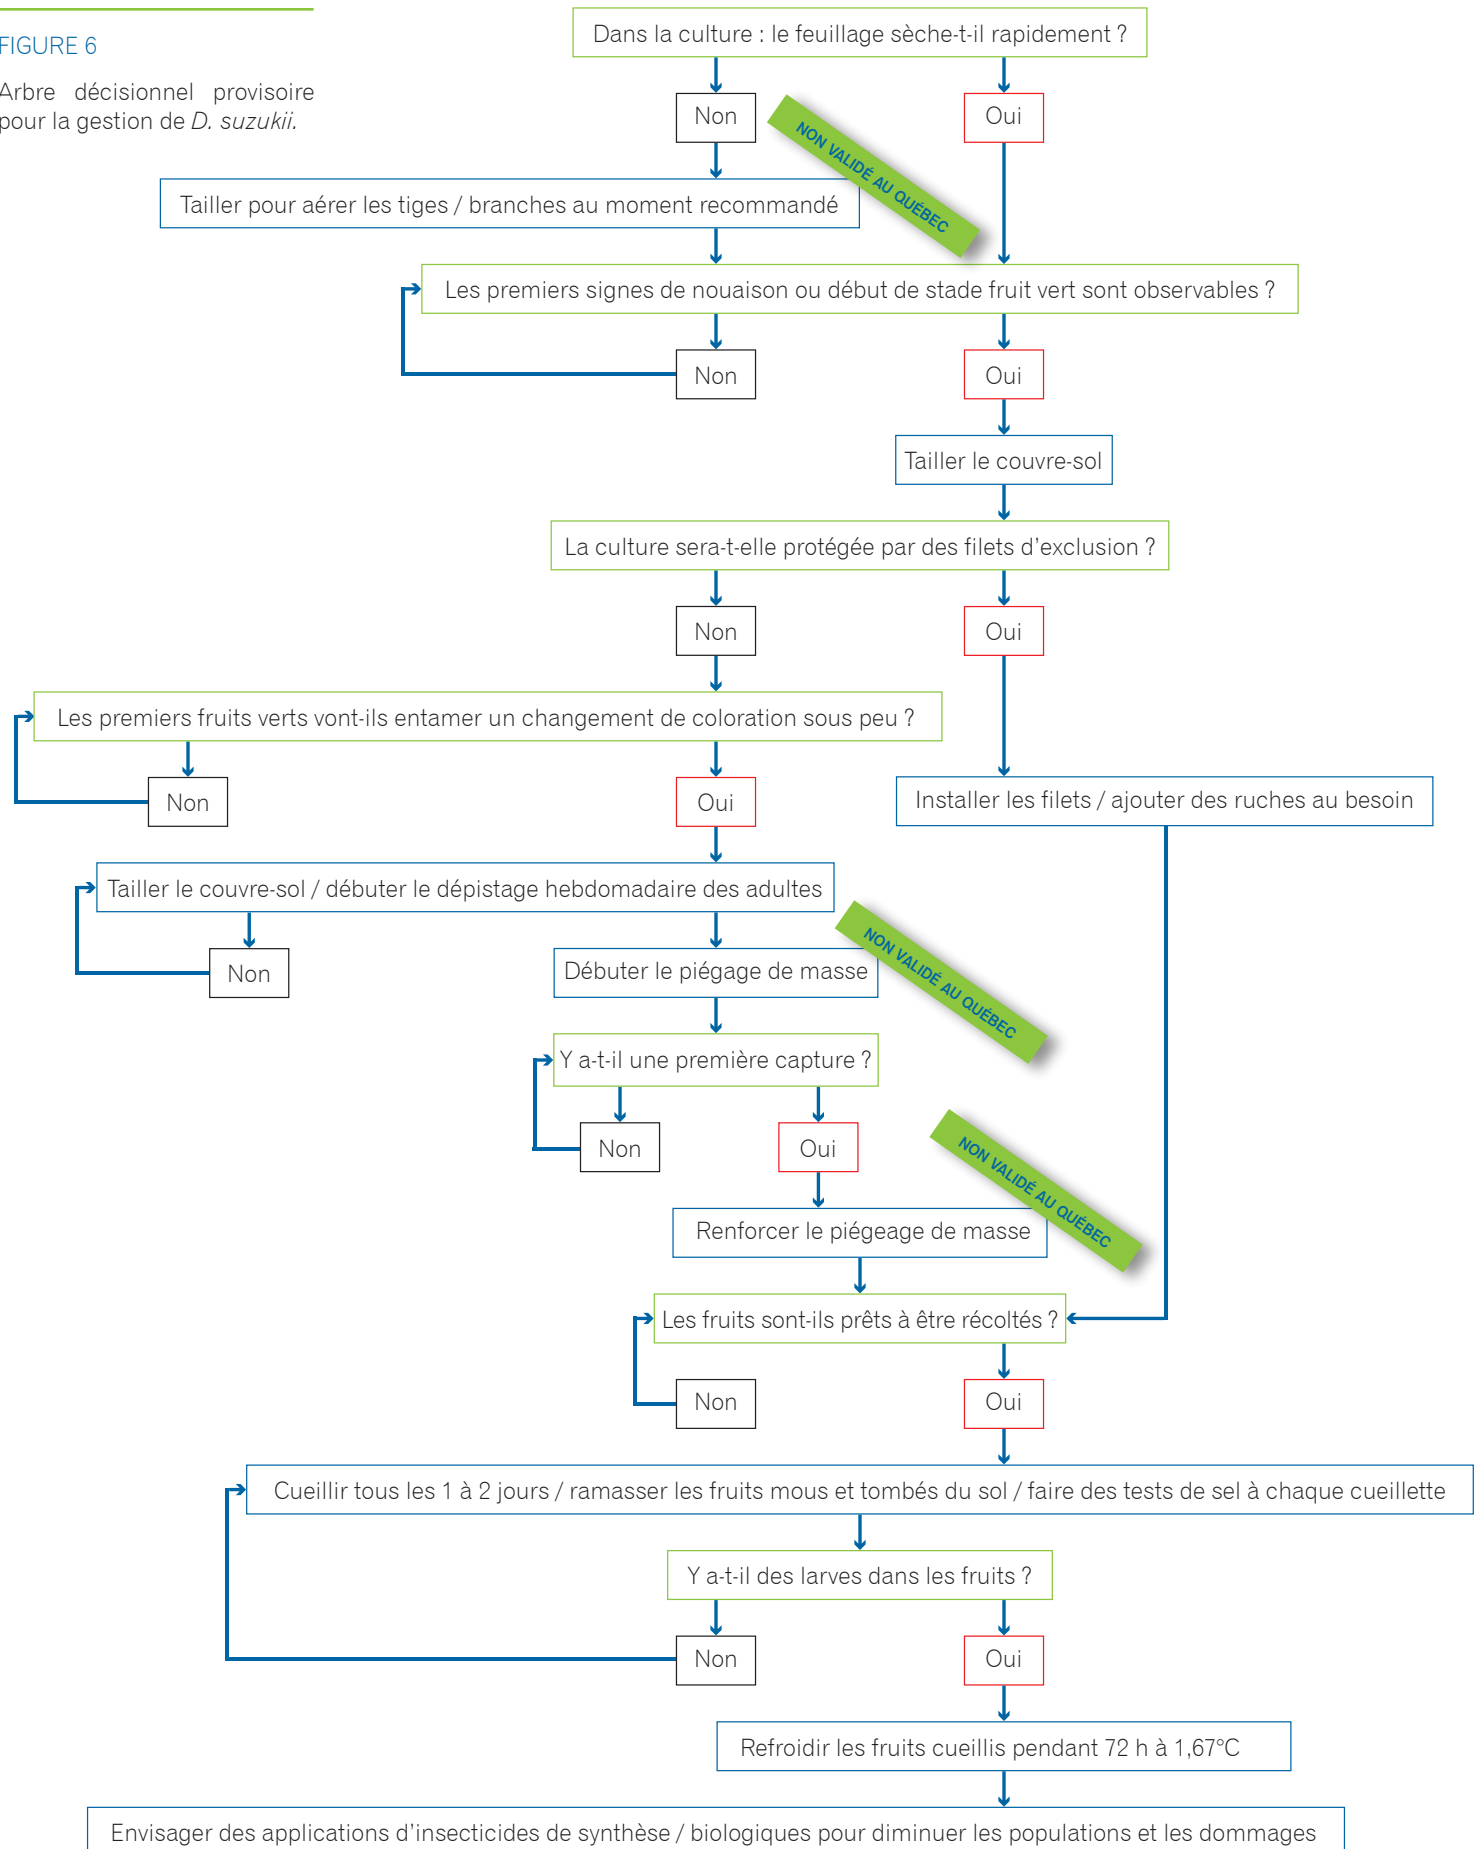 FIGURE 6
Arbre décisionnel provisoire
pour la gestion de D. suzukii.
Dans la culture : le feuillage sèche-t-il rapidement ?
Non
Oui
NON VALIDÉ AU QUÉBEC
Tailler pour aérer les tiges / branches au moment recommandé
Les premiers signes de nouaison ou début de stade fruit vert sont observables ?
Non
Oui
Tailler le couvre-sol
La culture sera-t-elle protégée par des filets d'exclusion ?
Non
Oui
Les premiers fruits verts vont-ils entamer un changement de coloration sous peu ?
Non
Oui
Installer les filets / ajouter des ruches au besoin
Tailler le couvre-sol / débuter le dépistage hebdomadaire des adultes
NON VALIDÉ AU QUÉBEC
Non
Débuter le piégage de masse
Y a-t-il une première capture ?
Non
Oui
NON VALIDÉ AU QUÉBEC
Renforcer le piégeage de masse
Les fruits sont-ils prêts à être récoltés ?
Non
Oui
Cueillir tous les 1 à 2 jours / ramasser les fruits mous et tombés du sol / faire des tests de sel à chaque cueillette
Y a-t-il des larves dans les fruits ?
Non
Oui
Refroidir les fruits cueillis pendant 72 h à 1,67°C
Envisager des applications d'insecticides de synthèse / biologiques pour diminuer les populations et les dommages